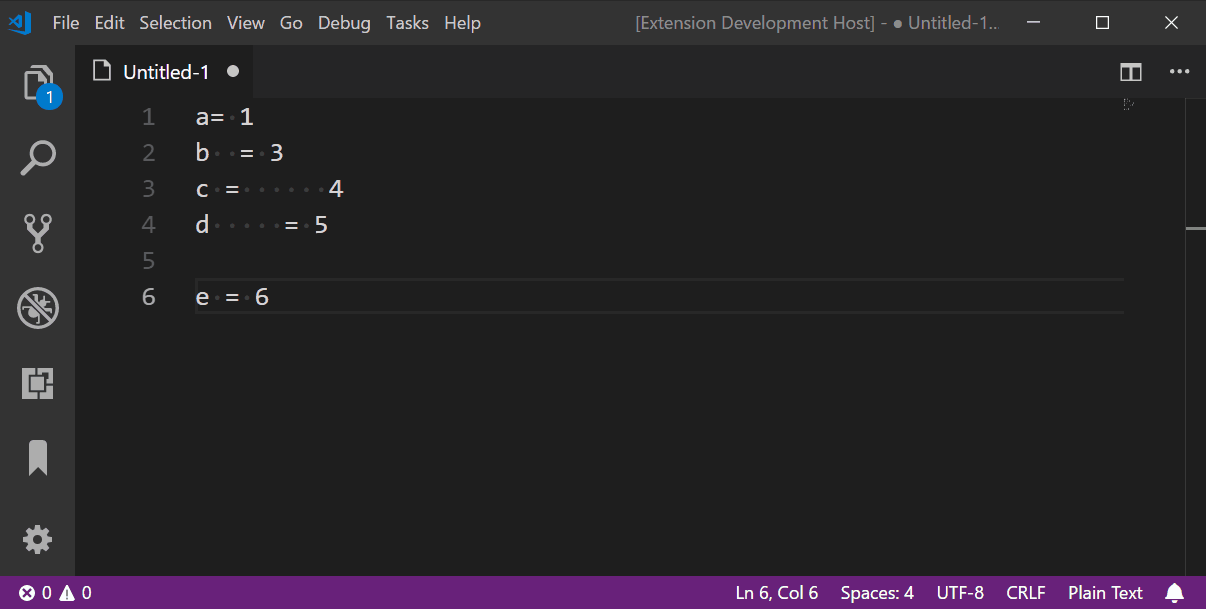 File Edit Selection View Go Debug Tasks Help [Extension Development Host] - ● Untitled-1...
Untitled-1 ●
1
1 a= 1
2 b  = 3
3 c =      4
4 d     = 5
5
6 e = 6
0 0 Ln 6, Col 6 Spaces: 4 UTF-8 CRLF Plain Text